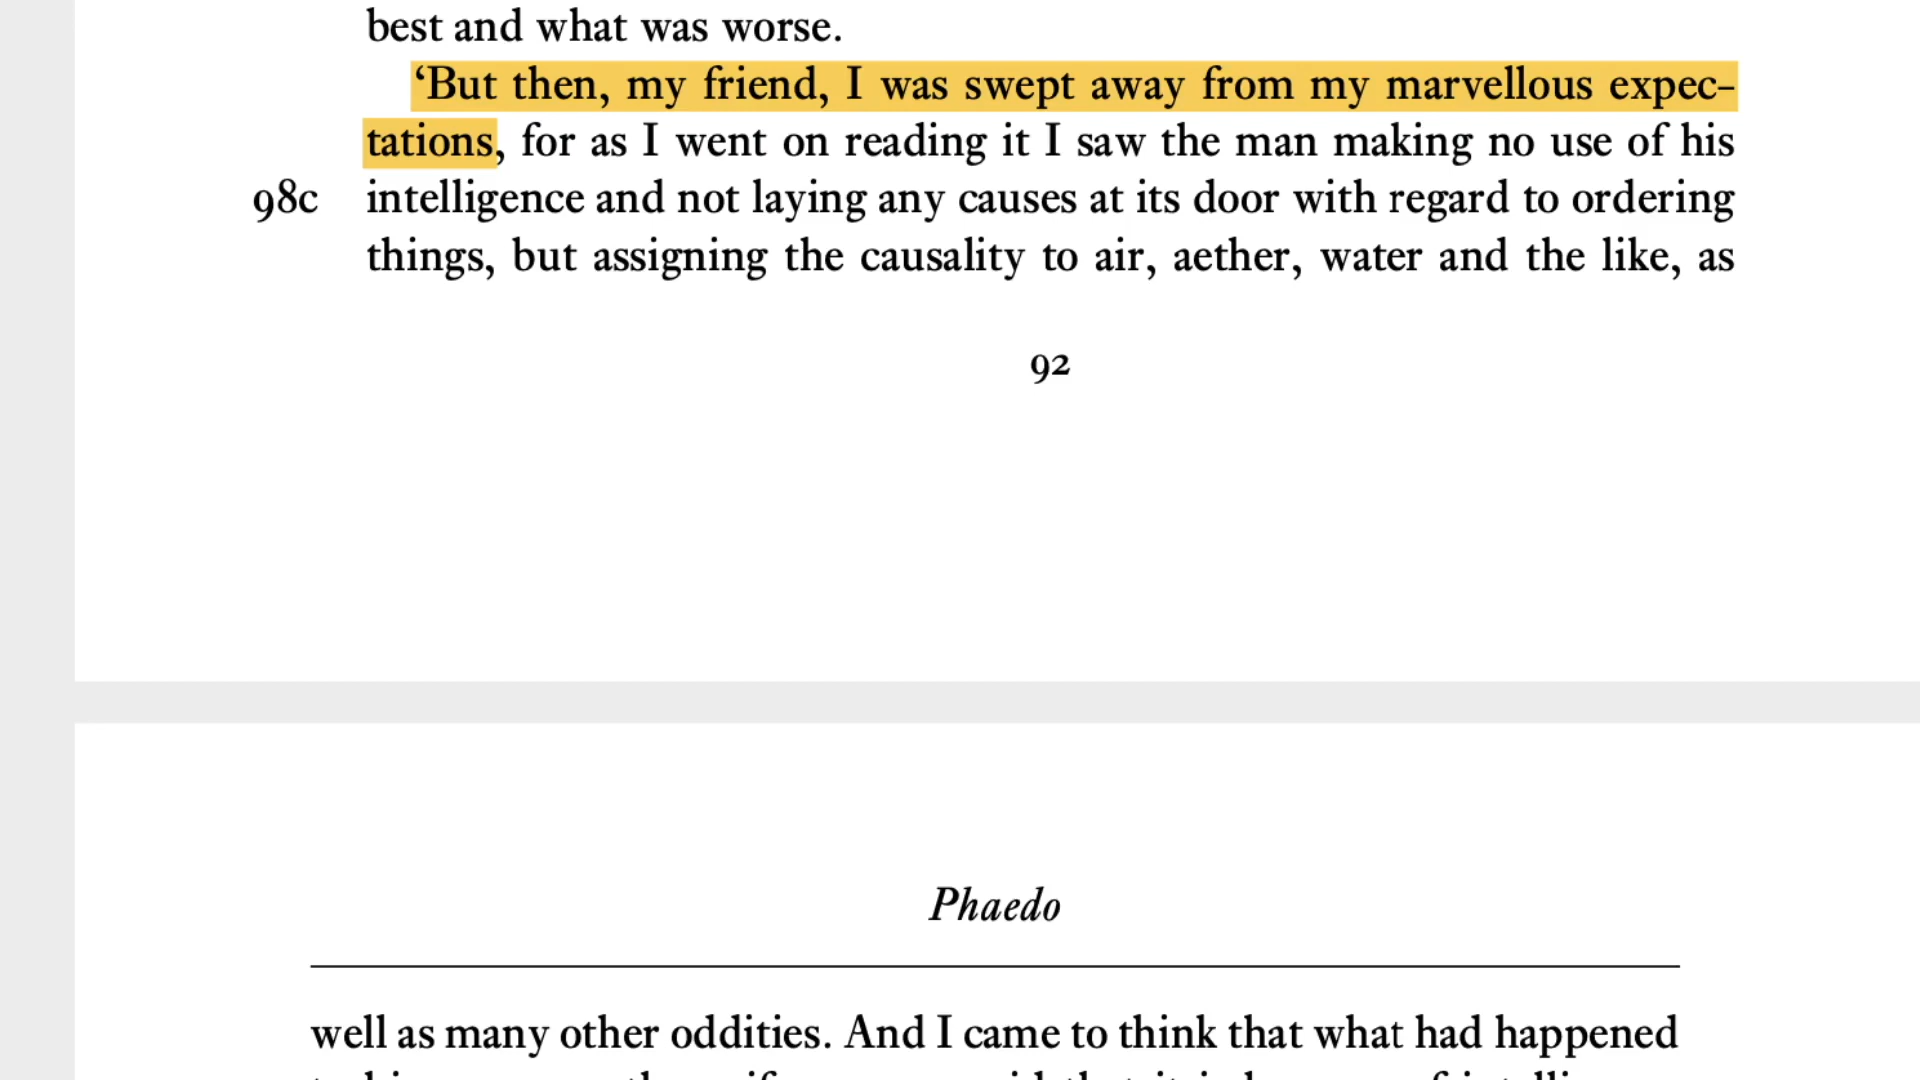 best and what was worse.
‘But then, my friend, I was swept away from my marvellous expec-
tations, for as I went on reading it I saw the man making no use of his
98c intelligence and not laying any causes at its door with regard to ordering
things, but assigning the causality to air, aether, water and the like, as
92
Phaedo
well as many other oddities. And I came to think that what had happened